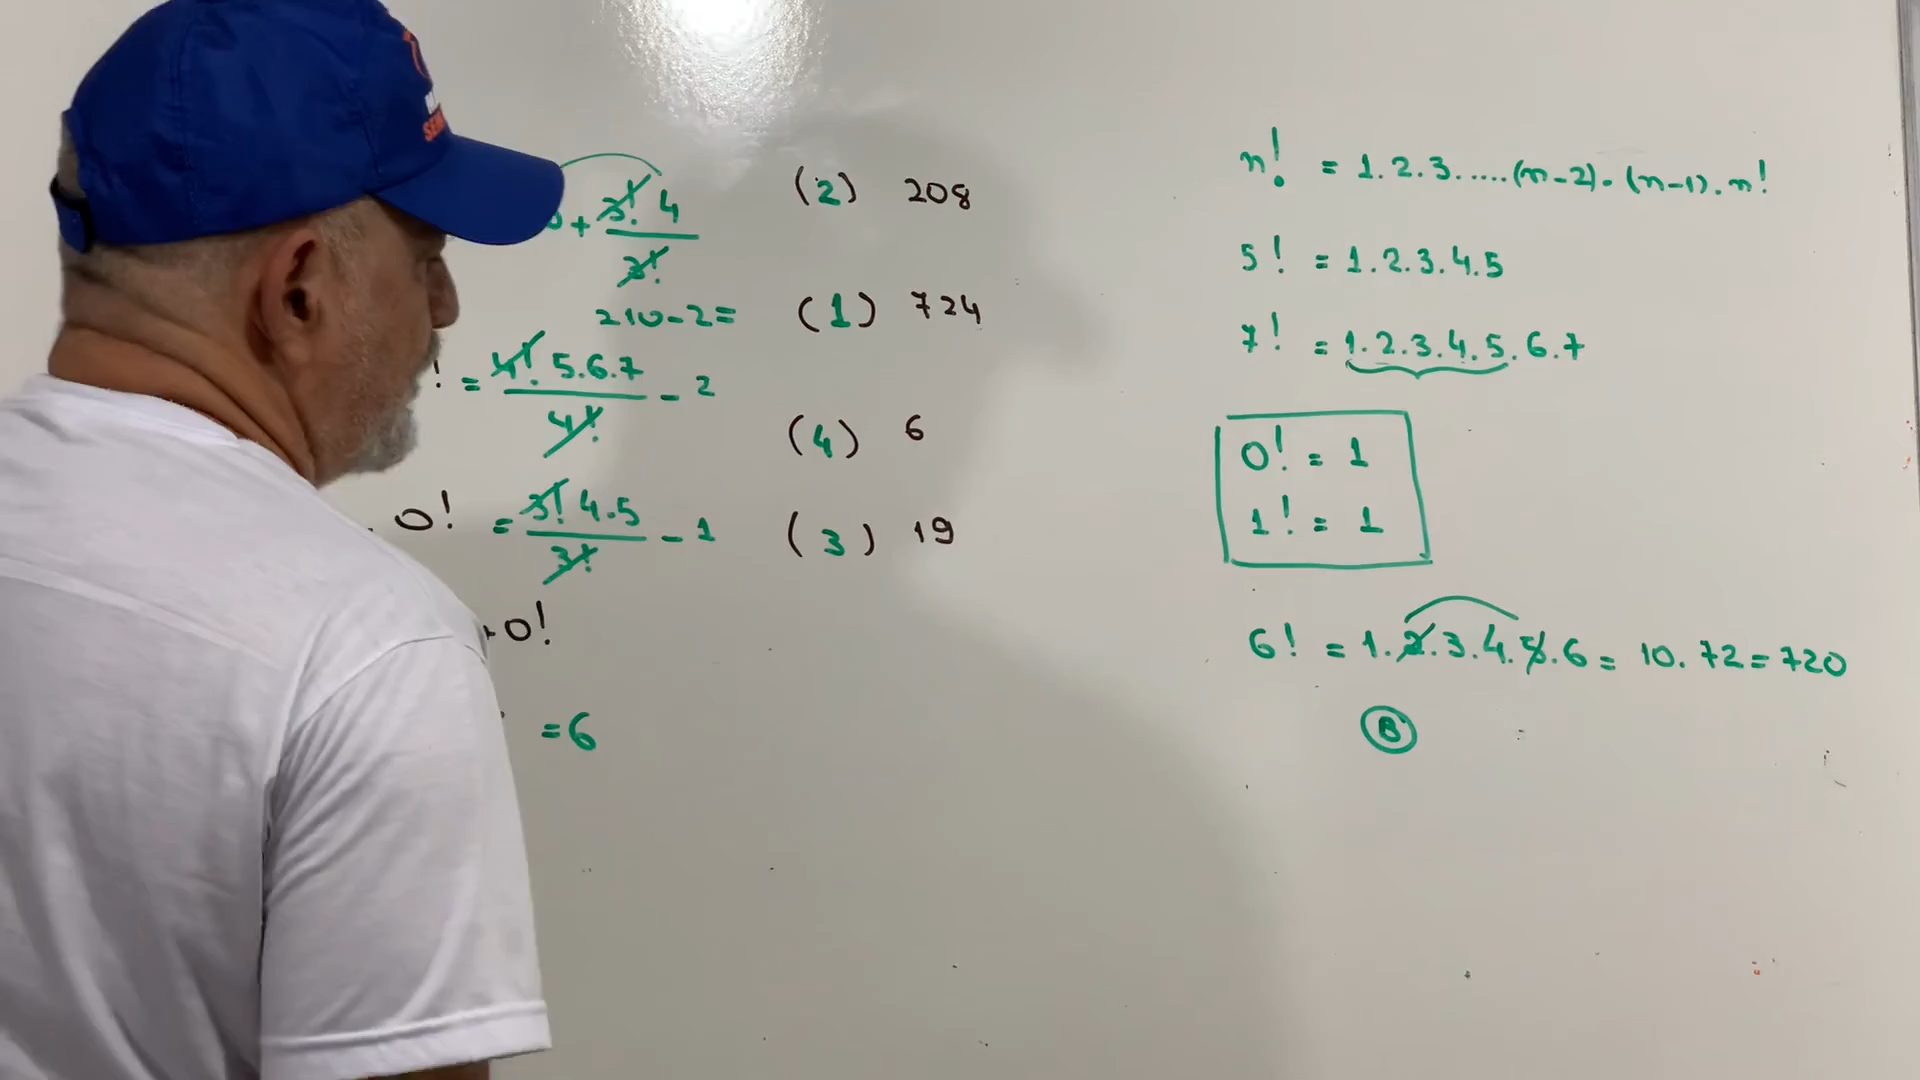 + 3! 4 / 3!
(2) 208
210-2=
(1) 724
! = 4! 5.6.7 / 4! - 2
(4) 6
0! = 3! 4.5 / 3! - 1
(3) 19
+0!
=6
n! = 1.2.3.....(n-2).(n-1).n!
5! = 1.2.3.4.5
7! = 1.2.3.4.5.6.7
0! = 1
1! = 1
6! = 1.2.3.4.5.6 = 10.72 = 720
B